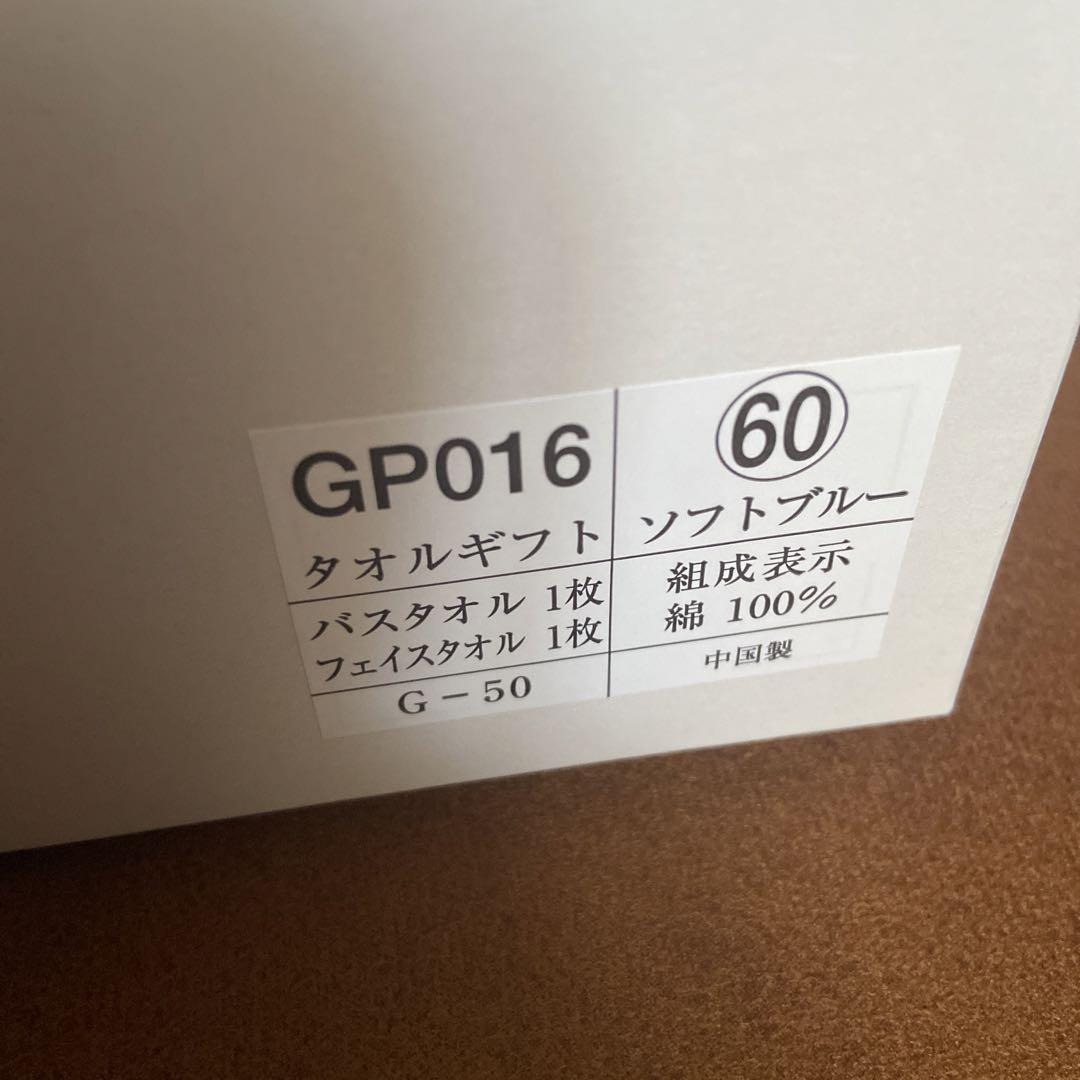 GP016
タオルギフト
バスタオル 1枚
フェイスタオル 1枚
G－50
60
ソフトブルー
組成表示
綿 100%
中国製